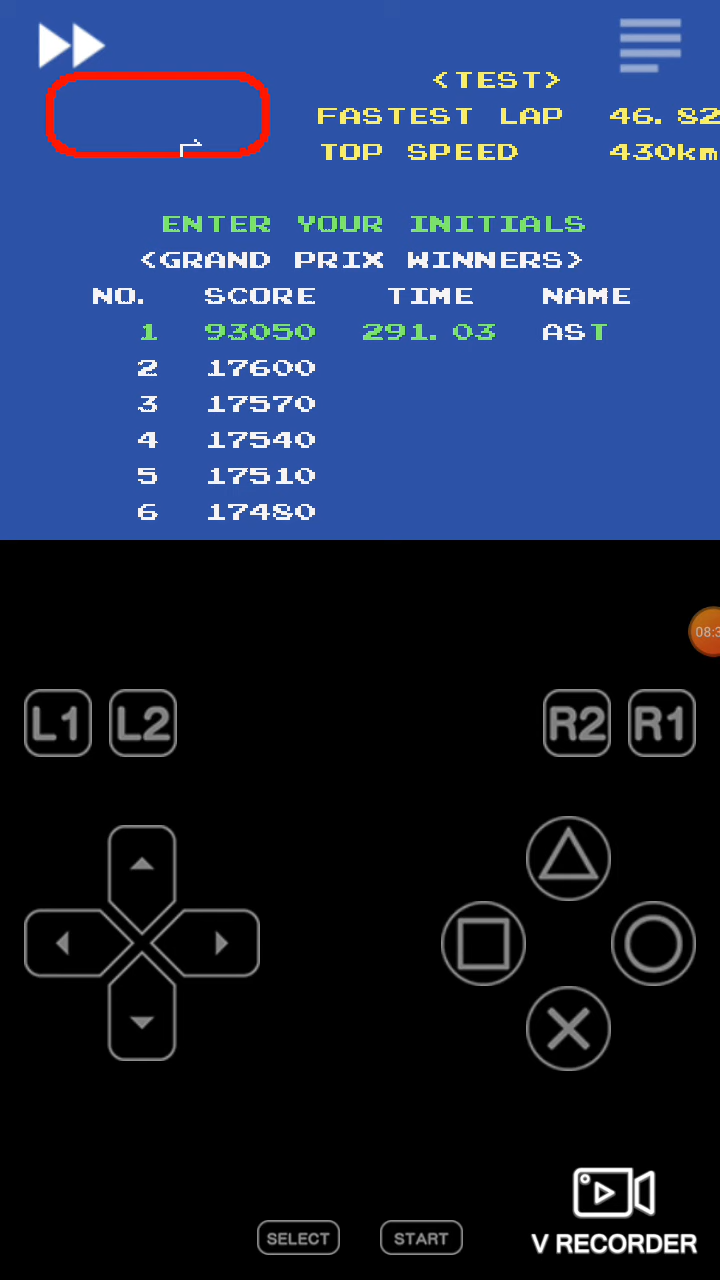 <TEST>
FASTEST LAP 46.82
TOP SPEED 430km
ENTER YOUR INITIALS
<GRAND PRIX WINNERS>
NO. SCORE TIME NAME
1 93050 291.03 AST
2 17600
3 17570
4 17540
5 17510
6 17480
08:3
L1 L2 R2 R1
SELECT START
V RECORDER